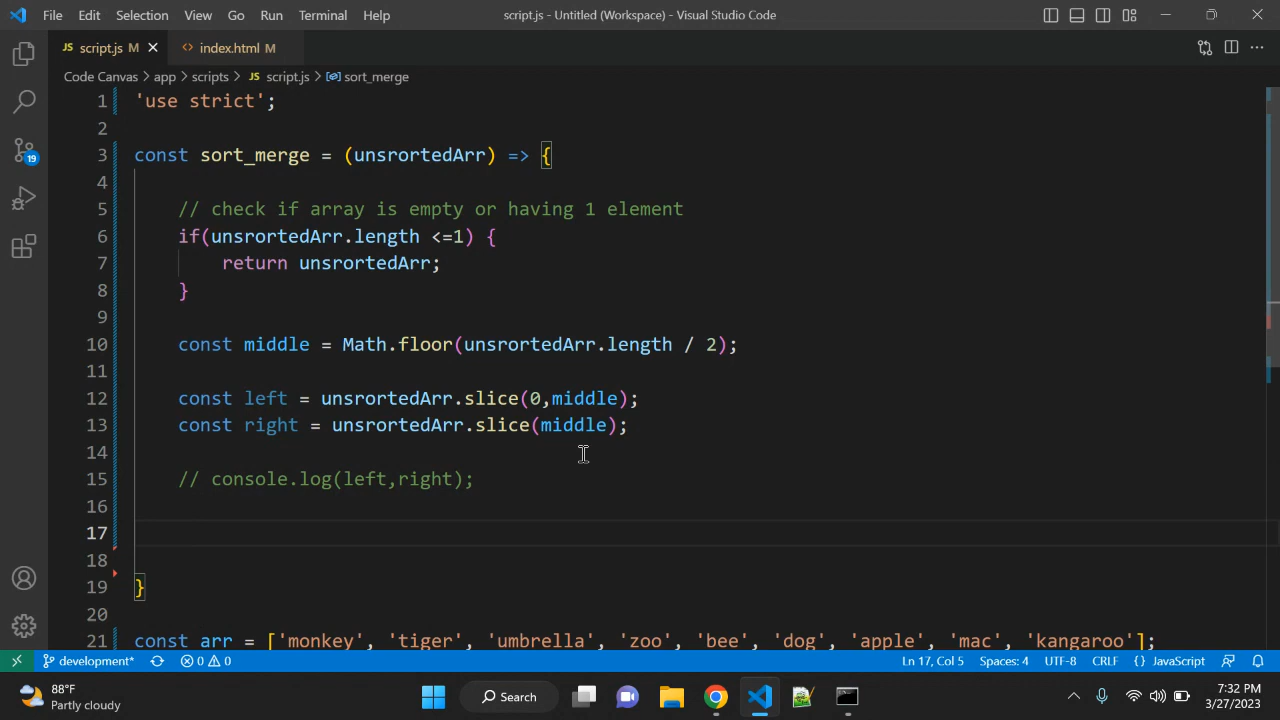 File Edit Selection View Go Run Terminal Help script.js - Untitled (Workspace) - Visual Studio Code
JS script.js M <> index.html M
Code Canvas > app > scripts > JS script.js > sort_merge
1 'use strict';
2
3 const sort_merge = (unsrortedArr) => {
4
5 // check if array is empty or having 1 element
6 if(unsrortedArr.length <=1) {
7 return unsrortedArr;
8 }
9
10 const middle = Math.floor(unsrortedArr.length / 2);
11
12 const left = unsrortedArr.slice(0,middle);
13 const right = unsrortedArr.slice(middle);
14
15 // console.log(left,right);
16
17
18
19 }
20
21 const arr = ['monkey', 'tiger', 'umbrella', 'zoo', 'bee', 'dog', 'apple', 'mac', 'kangaroo'];
19
development* 0 0 Ln 17, Col 5 Spaces: 4 UTF-8 CRLF {} JavaScript
88°F
Partly cloudy
Search
7:32 PM
3/27/2023